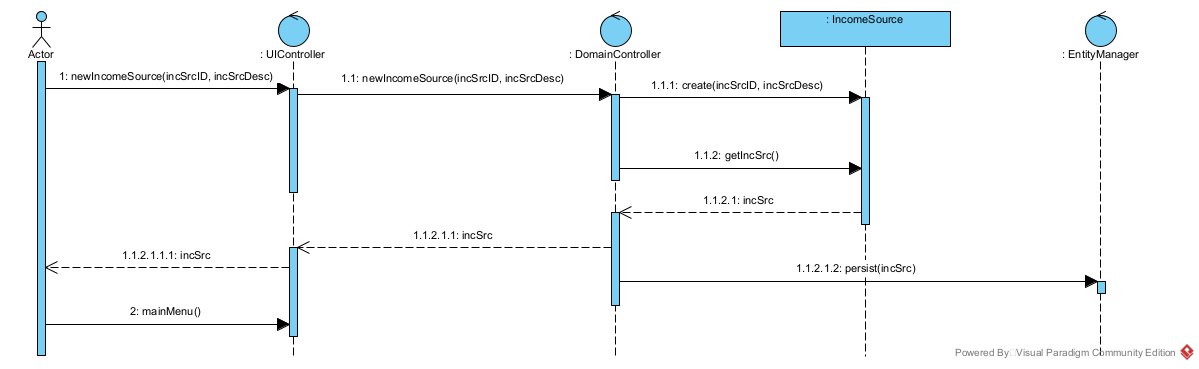 : IncomeSource
Actor
: UIController
: DomainController
: EntityManager
1: newIncomeSource(incSrcID, incSrcDesc)
1.1: newIncomeSource(incSrcID, incSrcDesc)
1.1.1: create(incSrcID, incSrcDesc)
1.1.2: getIncSrc()
1.1.2.1: incSrc
1.1.2.1.1: incSrc
1.1.2.1.1.1: incSrc
1.1.2.1.2: persist(incSrc)
2: mainMenu()
Powered By Visual Paradigm Community Edition